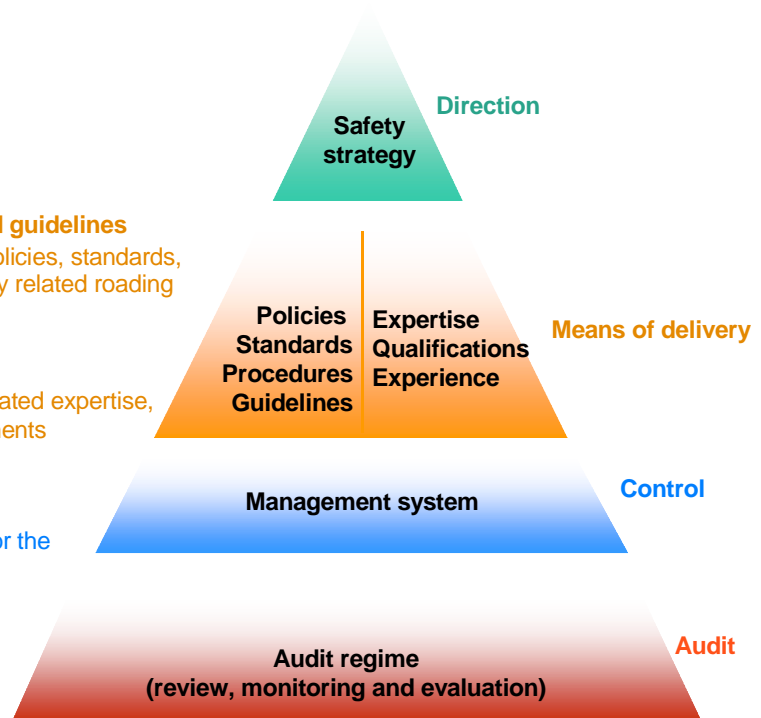 Direction
Safety
strategy
guidelines
olicies, standards,
y related roading
Policies
Standards
Procedures
Guidelines
Expertise
Qualifications
Experience
Means of delivery
ated expertise,
ents
Management system
Control
or the
Audit regime
(review, monitoring and evaluation)
Audit